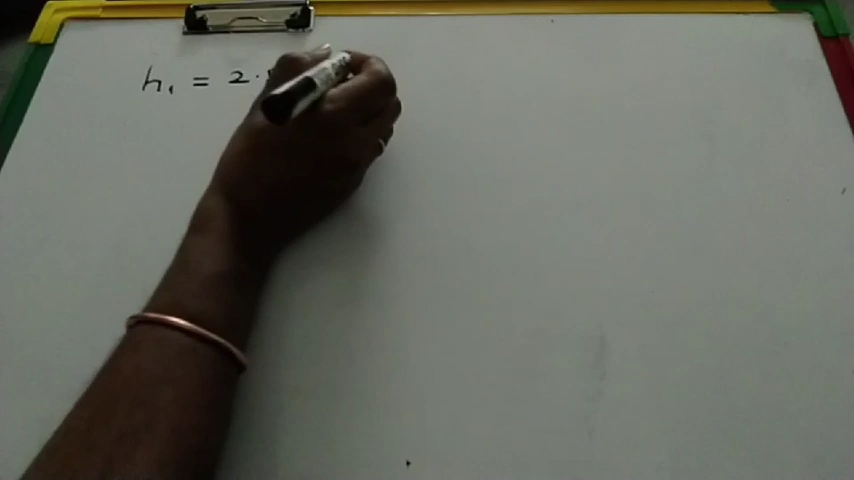 h₁ = 2.